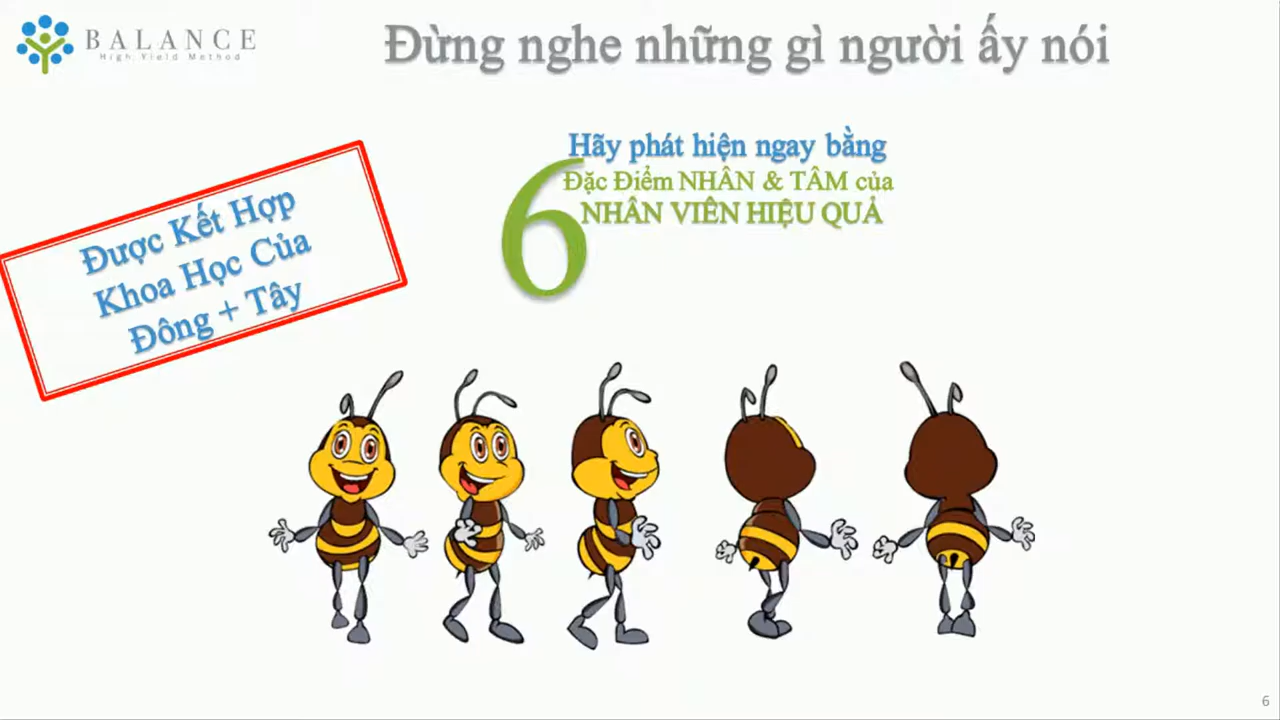 BALANCE
High Yield Method
Đừng nghe những gì người ấy nói
Hãy phát hiện ngay bằng
6
Đặc Điểm NHÂN & TÂM của
NHÂN VIÊN HIỆU QUẢ
Được Kết Hợp
Khoa Học Của
Đông + Tây
6